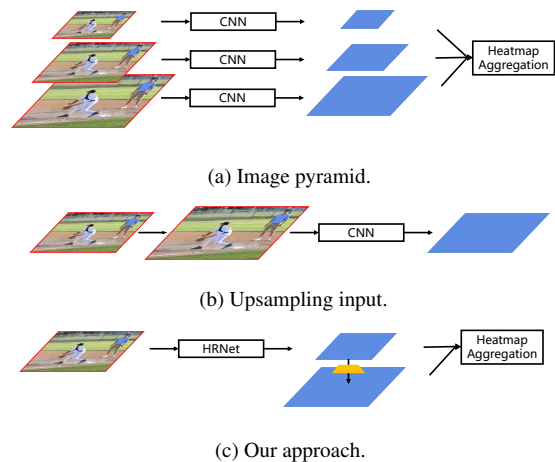 CNN
CNN
CNN
Heatmap
Aggregation
(a) Image pyramid.
CNN
(b) Upsampling input.
HRNet
Heatmap
Aggregation
(c) Our approach.